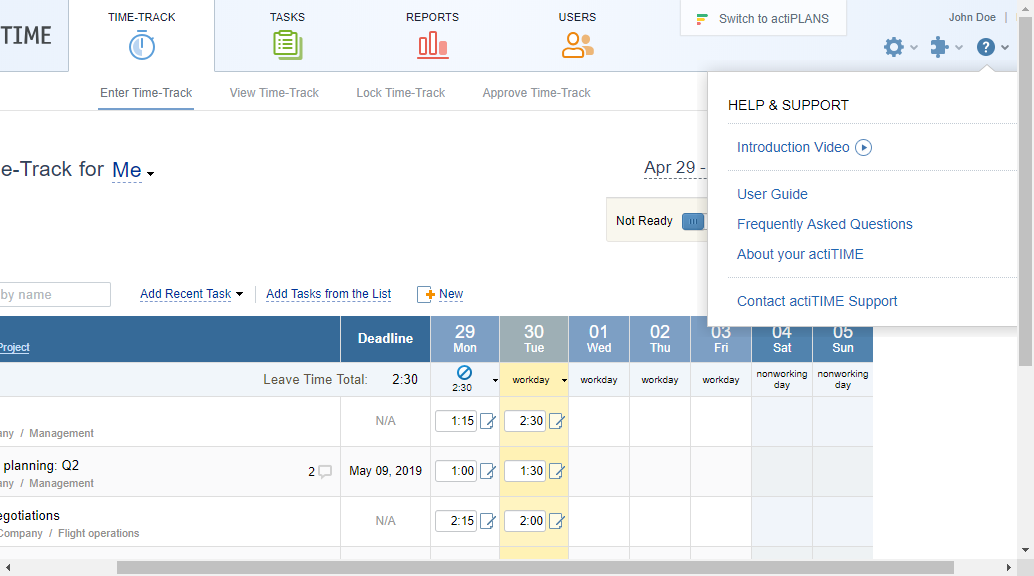 TIME
TIME-TRACK
TASKS
REPORTS
USERS
Switch to actiPLANS
John Doe
Enter Time-Track
View Time-Track
Lock Time-Track
Approve Time-Track
HELP & SUPPORT
Introduction Video
User Guide
Frequently Asked Questions
About your actiTIME
Contact actiTIME Support
e-Track for Me
Apr 29 -
Not Ready
by name
Add Recent Task
Add Tasks from the List
New
Project
Deadline
29 Mon
30 Tue
01 Wed
02 Thu
03 Fri
04 Sat
05 Sun
Leave Time Total: 2:30
2:30
workday
workday
workday
workday
nonworking day
nonworking day
any / Management
N/A
1:15
2:30
planning: Q2
any / Management
2
May 09, 2019
1:00
1:30
egotiations
Company / Flight operations
N/A
2:15
2:00